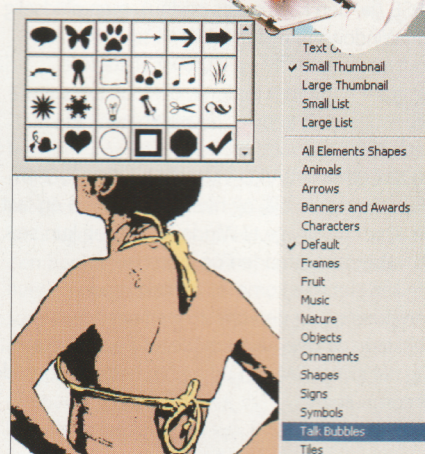 Text O
Small Thumbnail
Large Thumbnail
Small List
Large List
All Elements Shapes
Animals
Arrows
Banners and Awards
Characters
Default
Frames
Fruit
Music
Nature
Objects
Ornaments
Shapes
Signs
Symbols
Talk Bubbles
Tiles